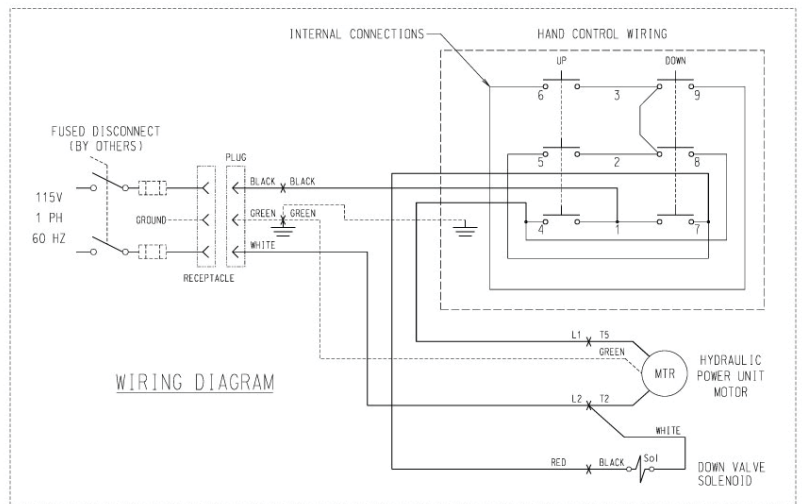 INTERNAL CONNECTIONS
HAND CONTROL WIRING
UP
DOWN
6
3
9
FUSED DISCONNECT
(BY OTHERS)
PLUG
5
2
8
BLACK
BLACK
115V
1 PH
60 HZ
GROUND
GREEN
GREEN
4
1
7
WHITE
RECEPTACLE
L1
T5
GREEN
MTR
HYDRAULIC
POWER UNIT
MOTOR
WIRING DIAGRAM
L2
T2
WHITE
RED
BLACK
Sol
DOWN VALVE
SOLENOID